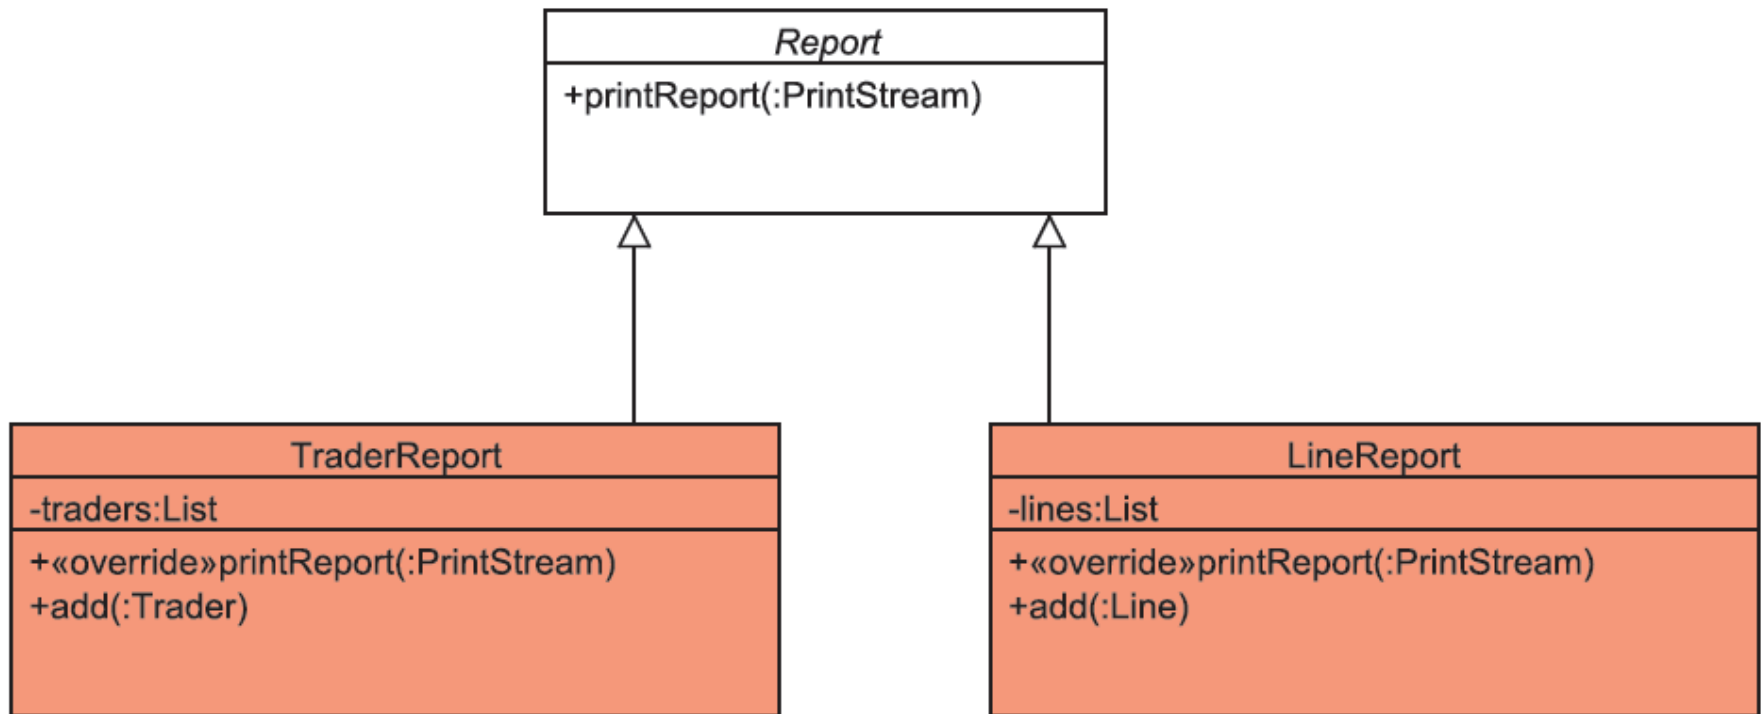 Report
+printReport(:PrintStream)
TraderReport
-traders:List
+«override»printReport(:PrintStream)
+add(:Trader)
LineReport
-lines:List
+«override»printReport(:PrintStream)
+add(:Line)